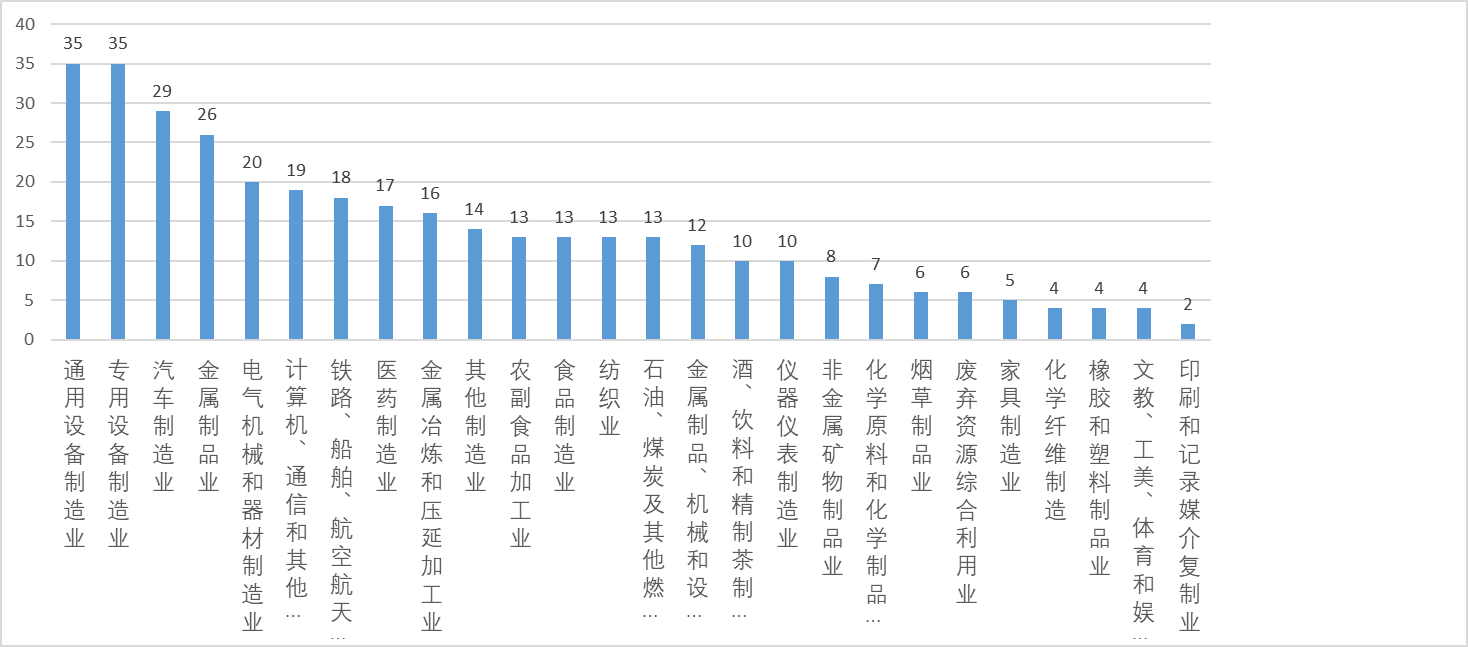 40
35
30
25
20
15
10
5
0
35
35
29
26
20
19
18
17
16
14
13
13
13
13
12
10
10
8
7
6
6
5
4
4
4
2
通用设备制造业
专用设备制造业
汽车制造业
金属制品业
电气机械和器材制造业
计算机、通信和其他…
铁路、船舶、航空航天…
医药制造业
金属冶炼和压延加工业
其他制造业
农副食品加工业
食品制造业
纺织业
石油、煤炭及其他燃…
金属制品、机械和设…
酒、饮料和精制茶制…
仪器仪表制造业
非金属矿物制品业
化学原料和化学制品…
烟草制品业
废弃资源综合利用业
家具制造业
化学纤维制造
橡胶和塑料制品业
文教、工美、体育和娱…
印刷和记录媒介复制业